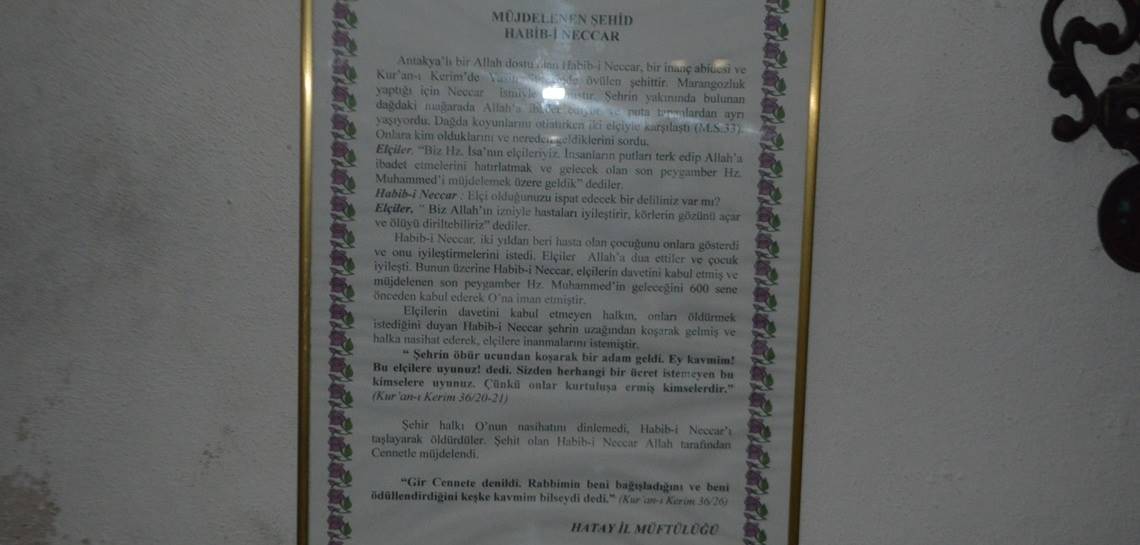 MÜJDELENEN ŞEHİD
HABİB-İ NECCAR
Antakya'lı bir Allah dostu olan Habib-i Neccar, bir inanç abidesi ve
Kur'an-ı Kerim'de övülen şehittir. Marangozluk
yaptığı için Neccar ismiyle Şehrin yakınında bulunan
dağdaki mağarada Allah'a ibadet ediyor ve puta tapanlardan ayrı
yaşıyordu. Dağda koyunlarını otlatırken iki elçiyle karşılaştı (M.S:33).
Onlara kim olduklarını ve nereden geldiklerini sordu.
Elçiler. "Biz Hz. İsa'nın elçileriyiz. İnsanların putları terk edip Allah'a
ibadet etmelerini hatırlatmak ve gelecek olan son peygamber Hz.
Muhammed'i müjdelemek üzere geldik" dediler.
Habib-i Neccar . Elçi olduğunuzu ispat edecek bir deliliniz var mı?
Elçiler. " Biz Allah'ın izniyle hastaları iyileştirir, körlerin gözünü açar
ve ölüyü diriltebiliriz" dediler.
Habib-i Neccar, iki yıldan beri hasta olan çocuğunu onlara gösterdi
ve onu iyileştirmelerini istedi. Elçiler Allah'a dua ettiler ve çocuk
iyileşti. Bunun üzerine Habib-i Neccar, elçilerin davetini kabul etmiş ve
müjdelenen son peygamber Hz. Muhammed'in geleceğini 600 sene
önceden kabul ederek O'na iman etmiştir.
Elçilerin davetini kabul etmeyen halkın, onları öldürmek
istediğini duyan Habib-i Neccar şehrin uzağından koşarak gelmiş ve
halka nasihat ederek, elçilere inanmalarını istemiştir.
" Şehrin öbür ucundan koşarak bir adam geldi. Ey kavmim!
Bu elçilere uyunuz! dedi. Sizden herhangi bir ücret istemeyen bu
kimselere uyunuz. Çünkü onlar kurtuluşa ermiş kimselerdir."
(Kur'an-ı Kerim 36/20-21)
Şehir halkı O'nun nasihatını dinlemedi, Habib-i Neccar'ı
taşlayarak öldürdüler. Şehit olan Habib-i Neccar Allah tarafından
Cennetle müjdelendi.
"Gir Cennete denildi. Rabbimin beni bağışladığını ve beni
ödüllendirdiğini keşke kavmim bilseydi dedi." (Kur'an-ı Kerim 36/26)
HATAY İL MÜFTÜLÜĞÜ